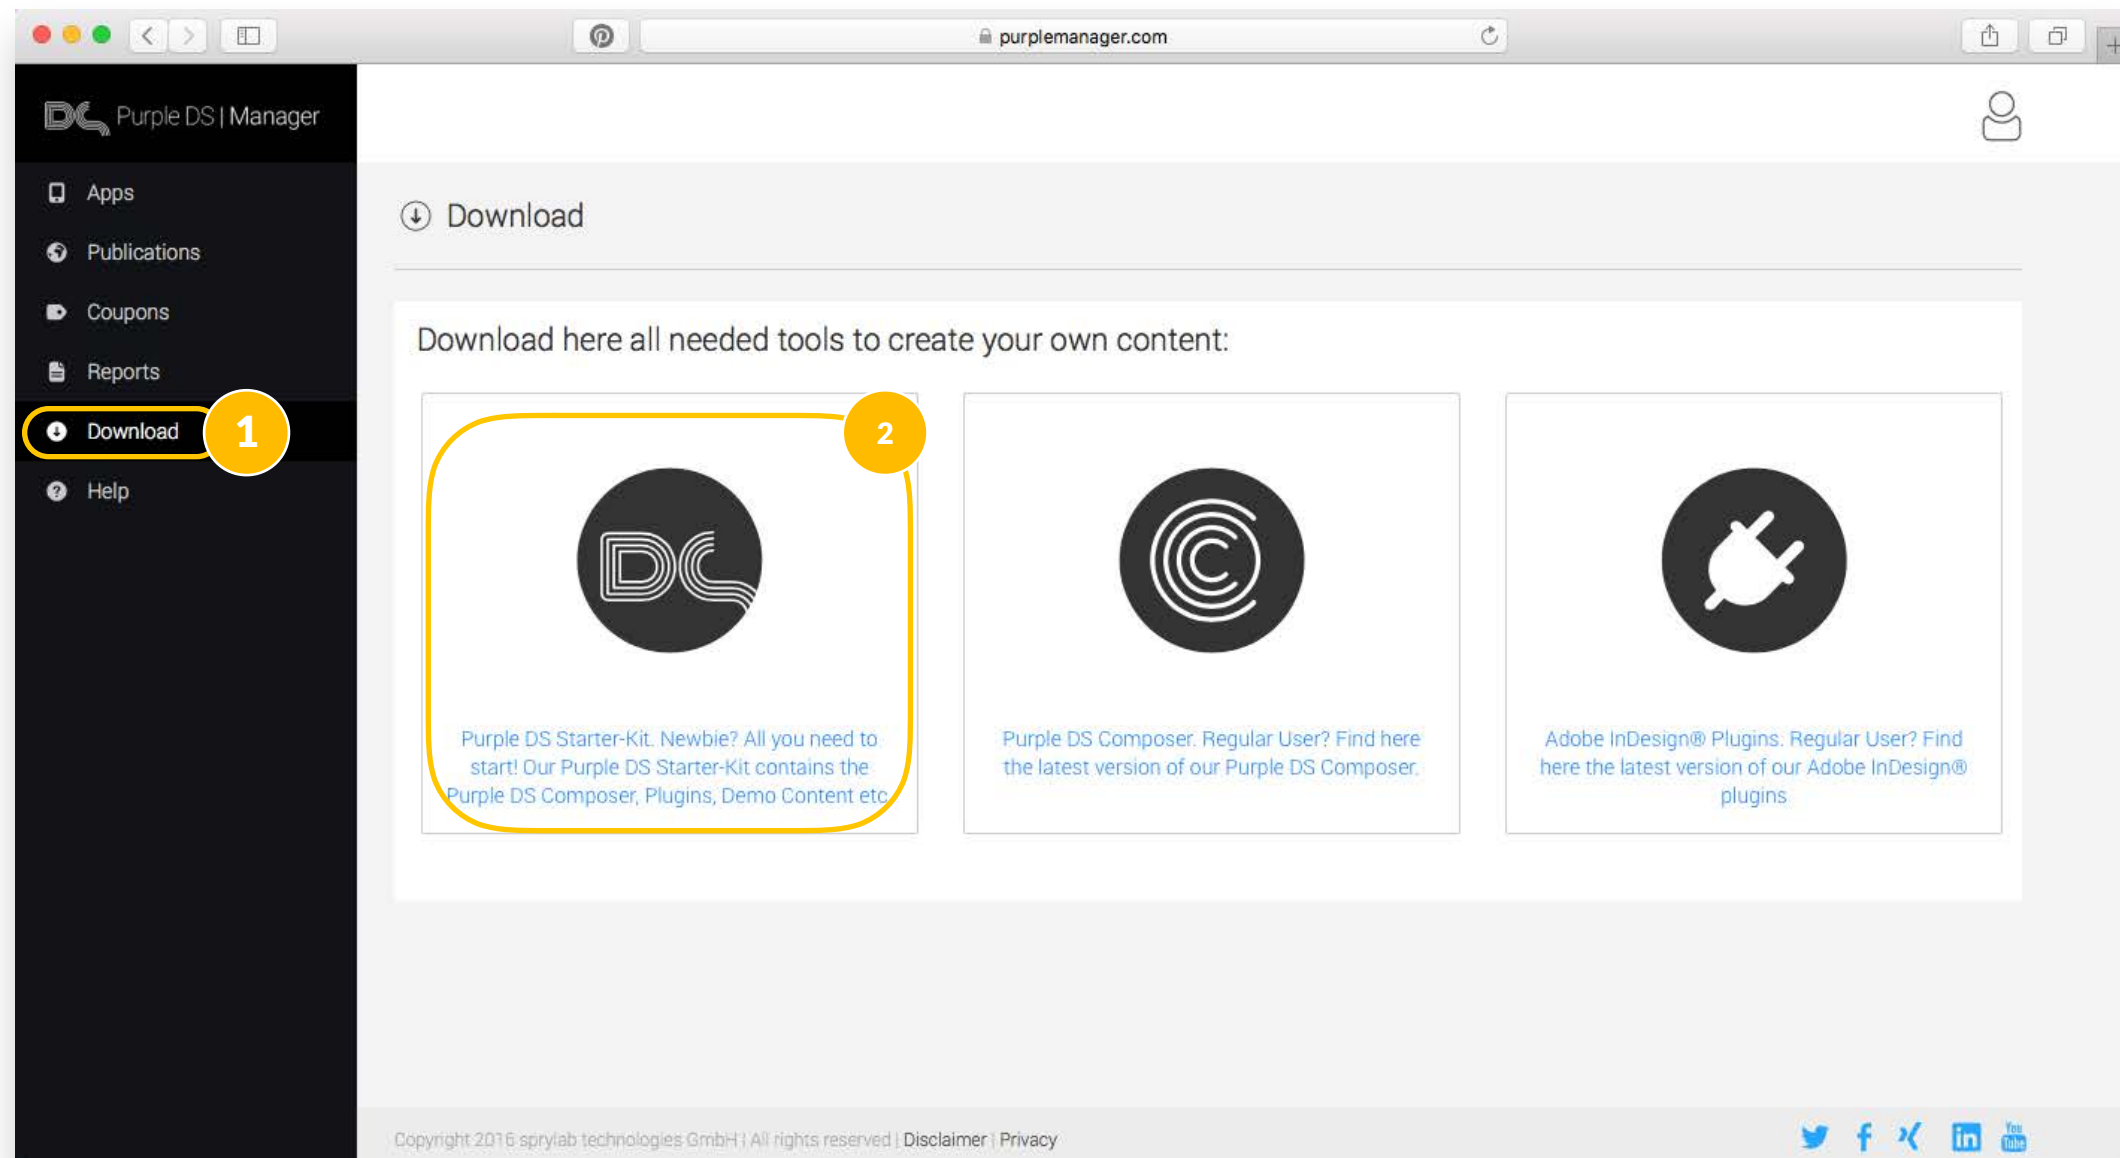 purplemanager.com
Purple DS | Manager
Apps
Publications
Coupons
Reports
Download
1
Help
Download
Download here all needed tools to create your own content:
2
Purple DS Starter-Kit. Newbie? All you need to
start! Our Purple DS Starter-Kit contains the
Purple DS Composer, Plugins, Demo Content etc
Purple DS Composer. Regular User? Find here
the latest version of our Purple DS Composer.
Adobe InDesign® Plugins. Regular User? Find
here the latest version of our Adobe InDesign®
plugins
Copyright 2016 sprylab technologies GmbH | All rights reserved | Disclaimer | Privacy
You
Tube